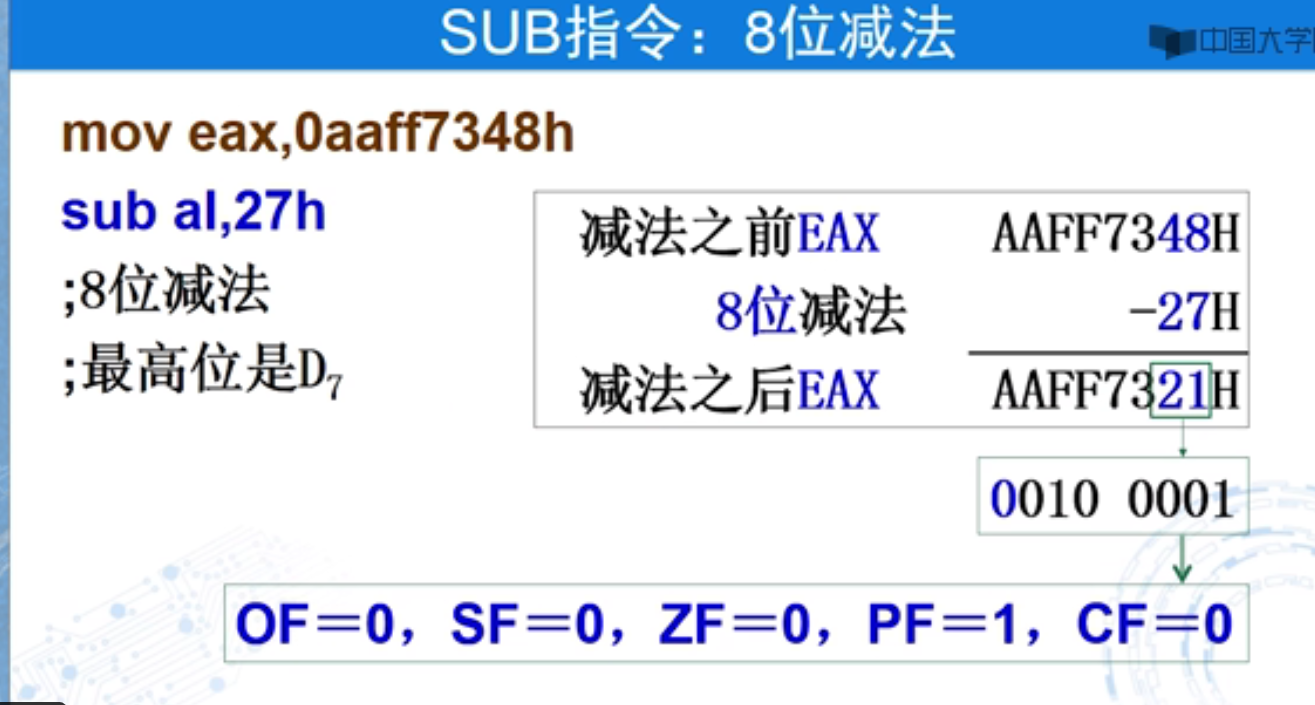 SUB指令：8位减法
中国大学
mov eax,0aaff7348h
sub al,27h
;8位减法
;最高位是D₇
减法之前EAX AAFF7348H
8位减法 -27H
减法之后EAX AAFF7321H
0010 0001
OF＝0，SF＝0，ZF＝0，PF＝1，CF＝0